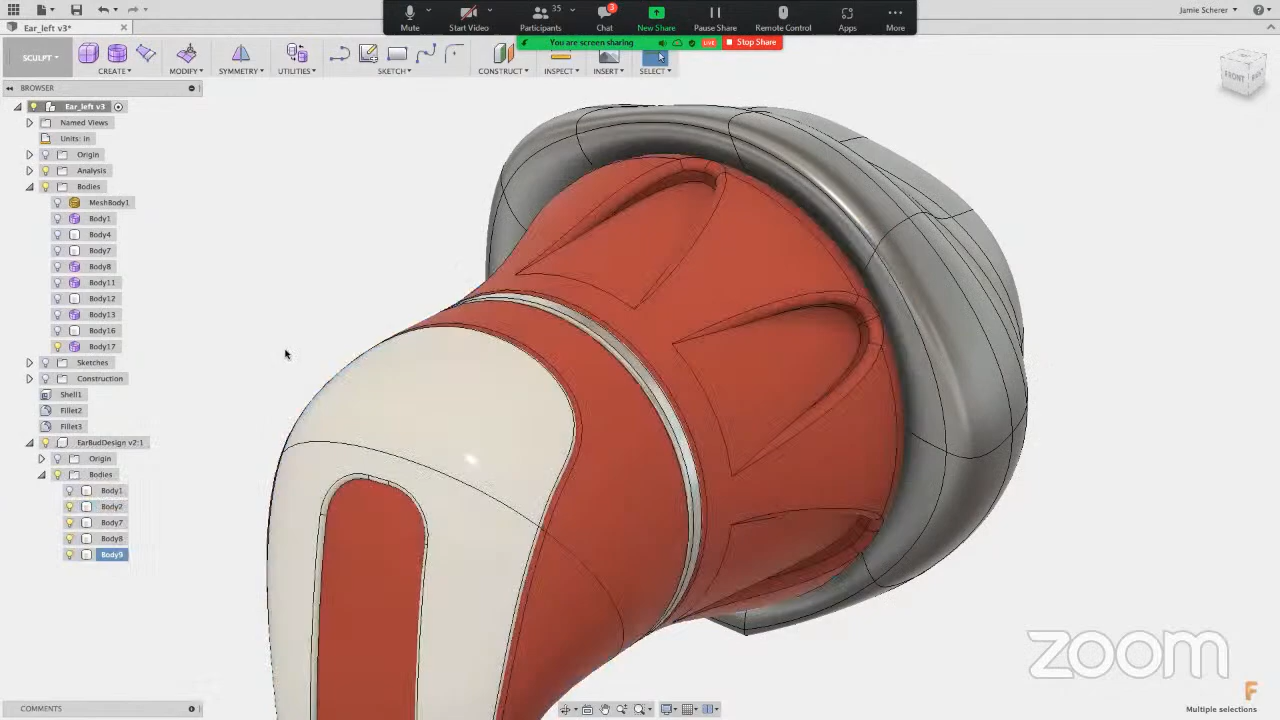 Mute
Start Video
35
Participants
3
Chat
New Share
Pause Share
Remote Control
Apps
More
Jamie Scherer
Ear_left v3*
You are screen sharing
LIVE
Stop Share
SCULPT
CREATE
MODIFY
SYMMETRY
UTILITIES
SKETCH
CONSTRUCT
INSPECT
INSERT
SELECT
BROWSER
Ear_left v3
Named Views
Units: in
Origin
Analysis
Bodies
MeshBody1
Body1
Body4
Body7
Body8
Body11
Body12
Body13
Body16
Body17
Sketches
Construction
Shell1
Fillet2
Fillet3
EarBudDesign v2:1
Origin
Bodies
Body1
Body2
Body7
Body8
Body9
FRONT
zoom
COMMENTS
Multiple selections